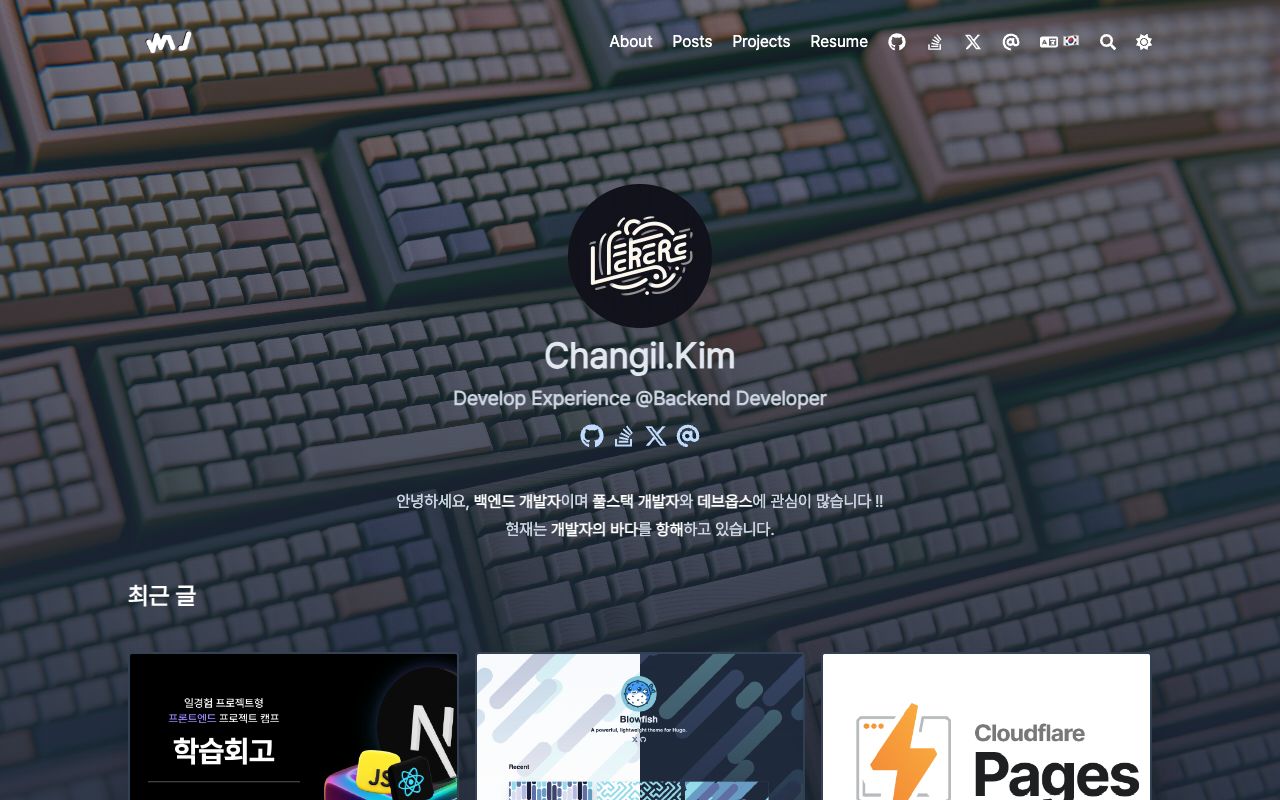 About Posts Projects Resume
Changil.Kim
Develop Experience @Backend Developer
안녕하세요, 백엔드 개발자이며 풀스택 개발자와 데브옵스에 관심이 많습니다 !!
현재는 개발자의 바다를 항해하고 있습니다.
최근 글
일경험 프로젝트형
프론트엔드 프로젝트 캠프
학습회고
N
JS
Blowfish
A powerful, lightweight theme for Hugo.
Recent
Cloudflare
Pages